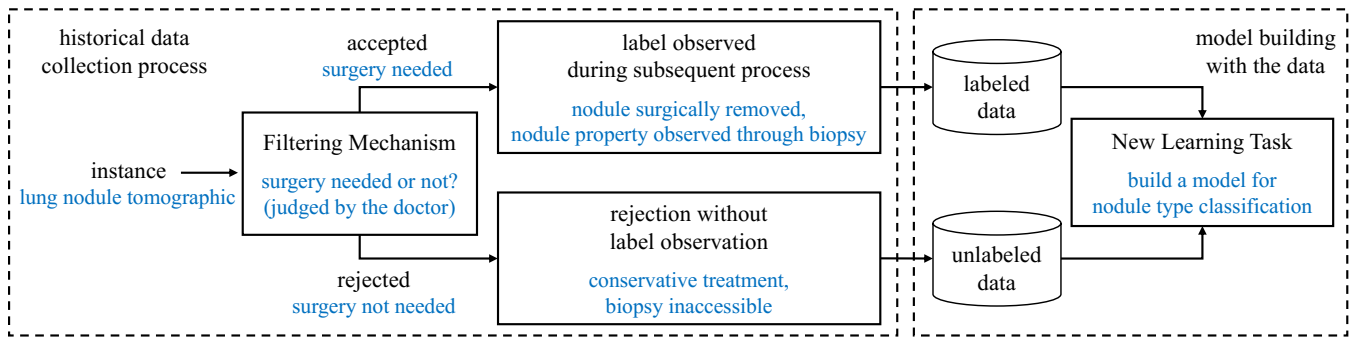 historical data
collection process
instance
lung nodule tomographic
Filtering Mechanism
surgery needed or not?
(judged by the doctor)
accepted
surgery needed
rejected
surgery not needed
label observed
during subsequent process
nodule surgically removed,
nodule property observed through biopsy
rejection without
label observation
conservative treatment,
biopsy inaccessible
labeled
data
unlabeled
data
model building
with the data
New Learning Task
build a model for
nodule type classification